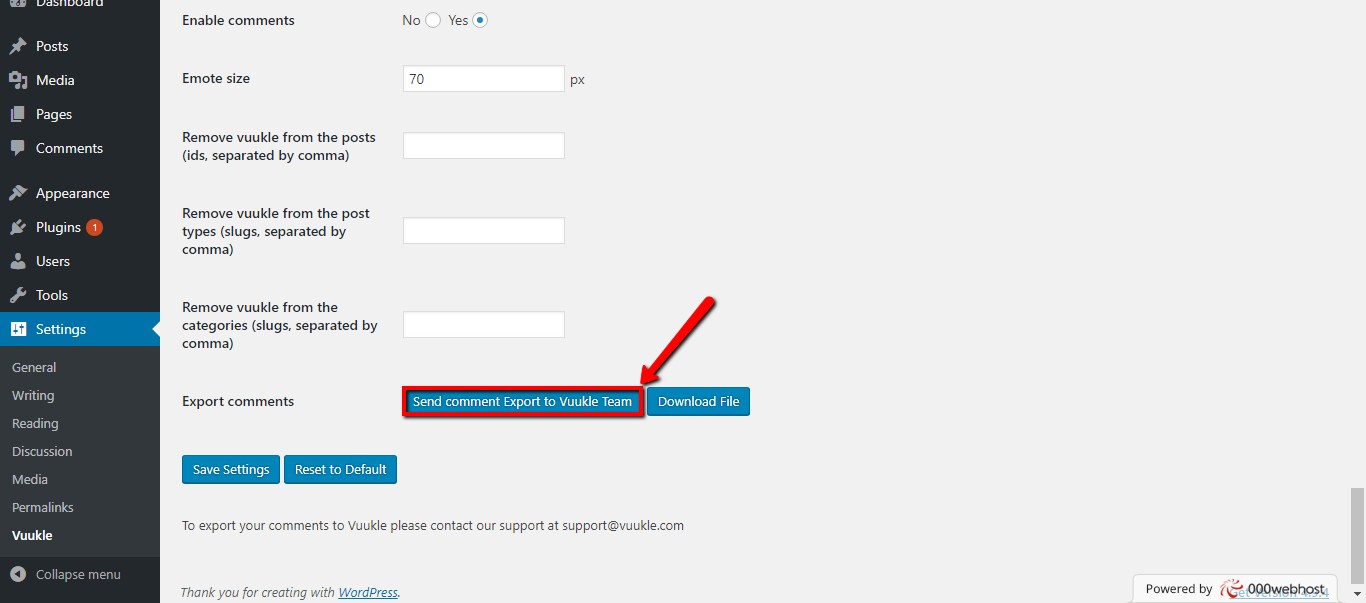 Dashboard
Posts
Media
Pages
Comments
Appearance
Plugins 1
Users
Tools
Settings
General
Writing
Reading
Discussion
Media
Permalinks
Vuukle
Collapse menu
Enable comments
No Yes
Emote size
70 px
Remove vuukle from the posts
(ids, separated by comma)
Remove vuukle from the post
types (slugs, separated by
comma)
Remove vuukle from the
categories (slugs, separated by
comma)
Export comments
Send comment Export to Vuukle Team Download File
Save Settings Reset to Default
To export your comments to Vuukle please contact our support at support@vuukle.com
Thank you for creating with WordPress.
Powered by 000webhost